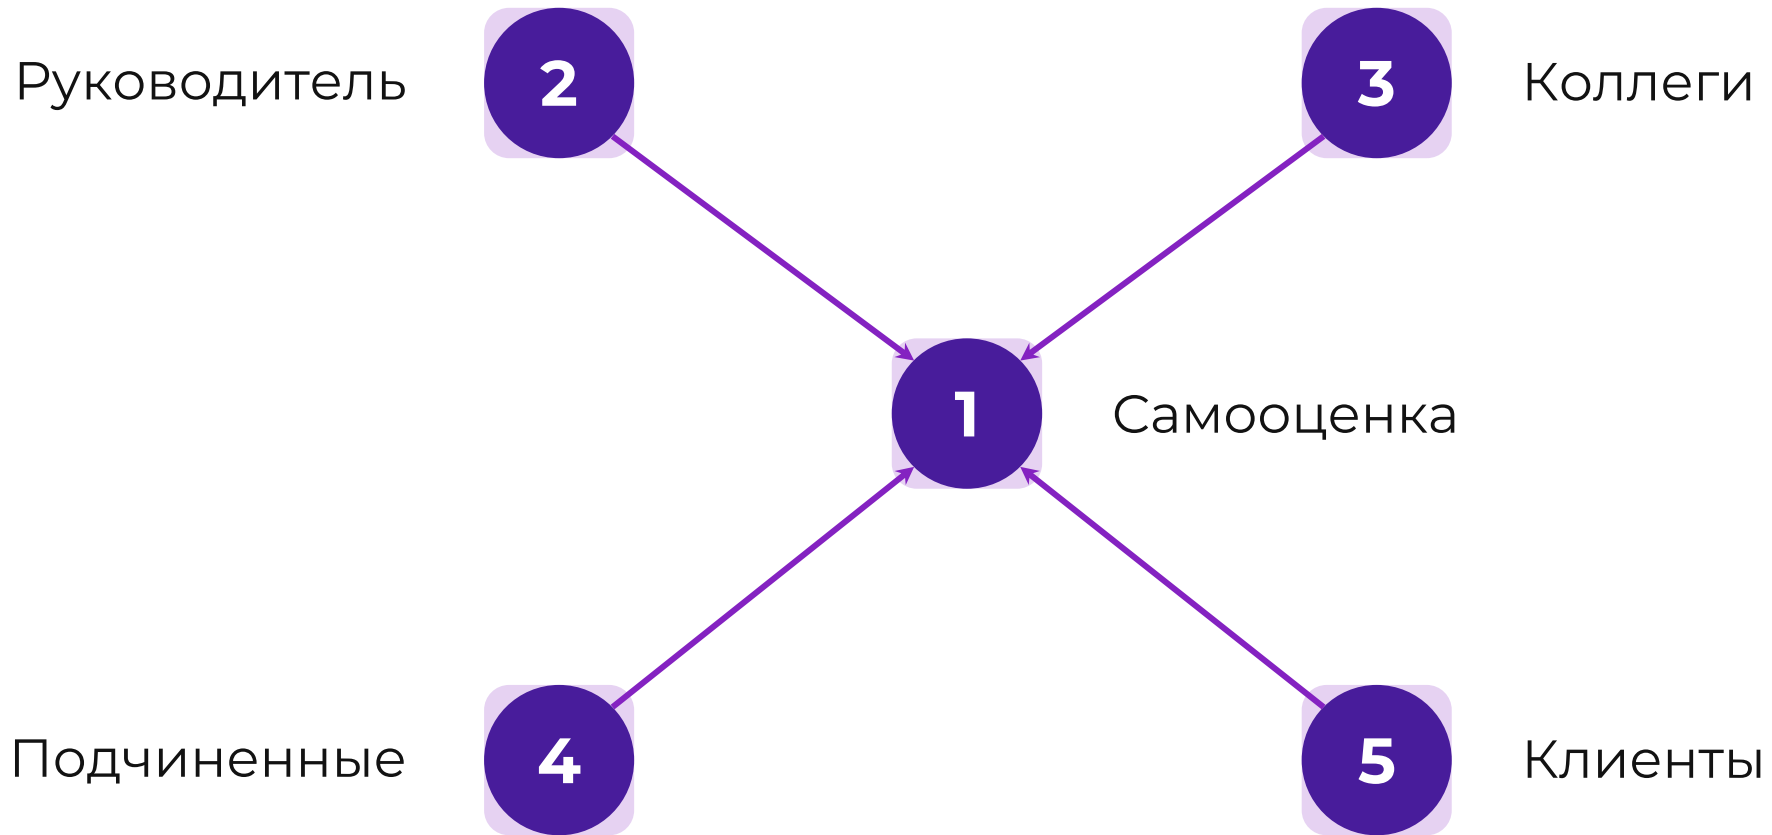 Руководитель
2
3
Коллеги
1
Самооценка
Подчиненные
4
5
Клиенты